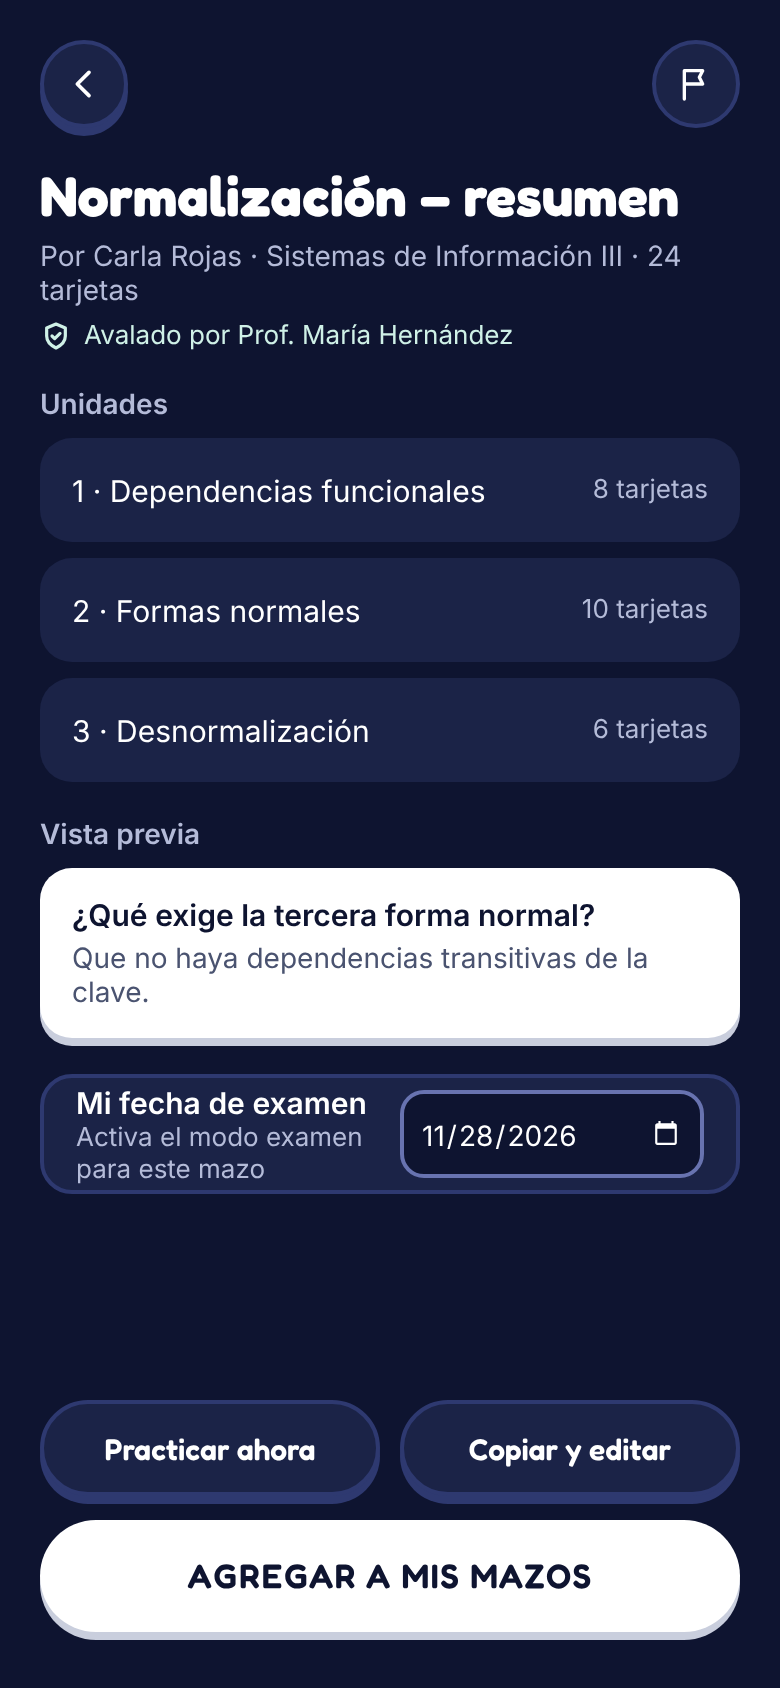 Normalización – resumen
Por Carla Rojas · Sistemas de Información III · 24
tarjetas
Avalado por Prof. María Hernández
Unidades
1 · Dependencias funcionales
8 tarjetas
2 · Formas normales
10 tarjetas
3 · Desnormalización
6 tarjetas
Vista previa
¿Qué exige la tercera forma normal?
Que no haya dependencias transitivas de la
clave.
Mi fecha de examen
Activa el modo examen
para este mazo
11/28/2026
Practicar ahora
Copiar y editar
AGREGAR A MIS MAZOS